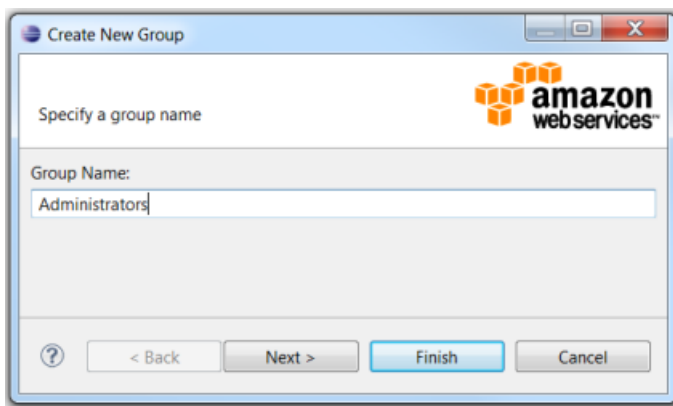 Create New Group
Specify a group name
amazon
webservices™
Group Name:
Administrators
? < Back Next > Finish Cancel